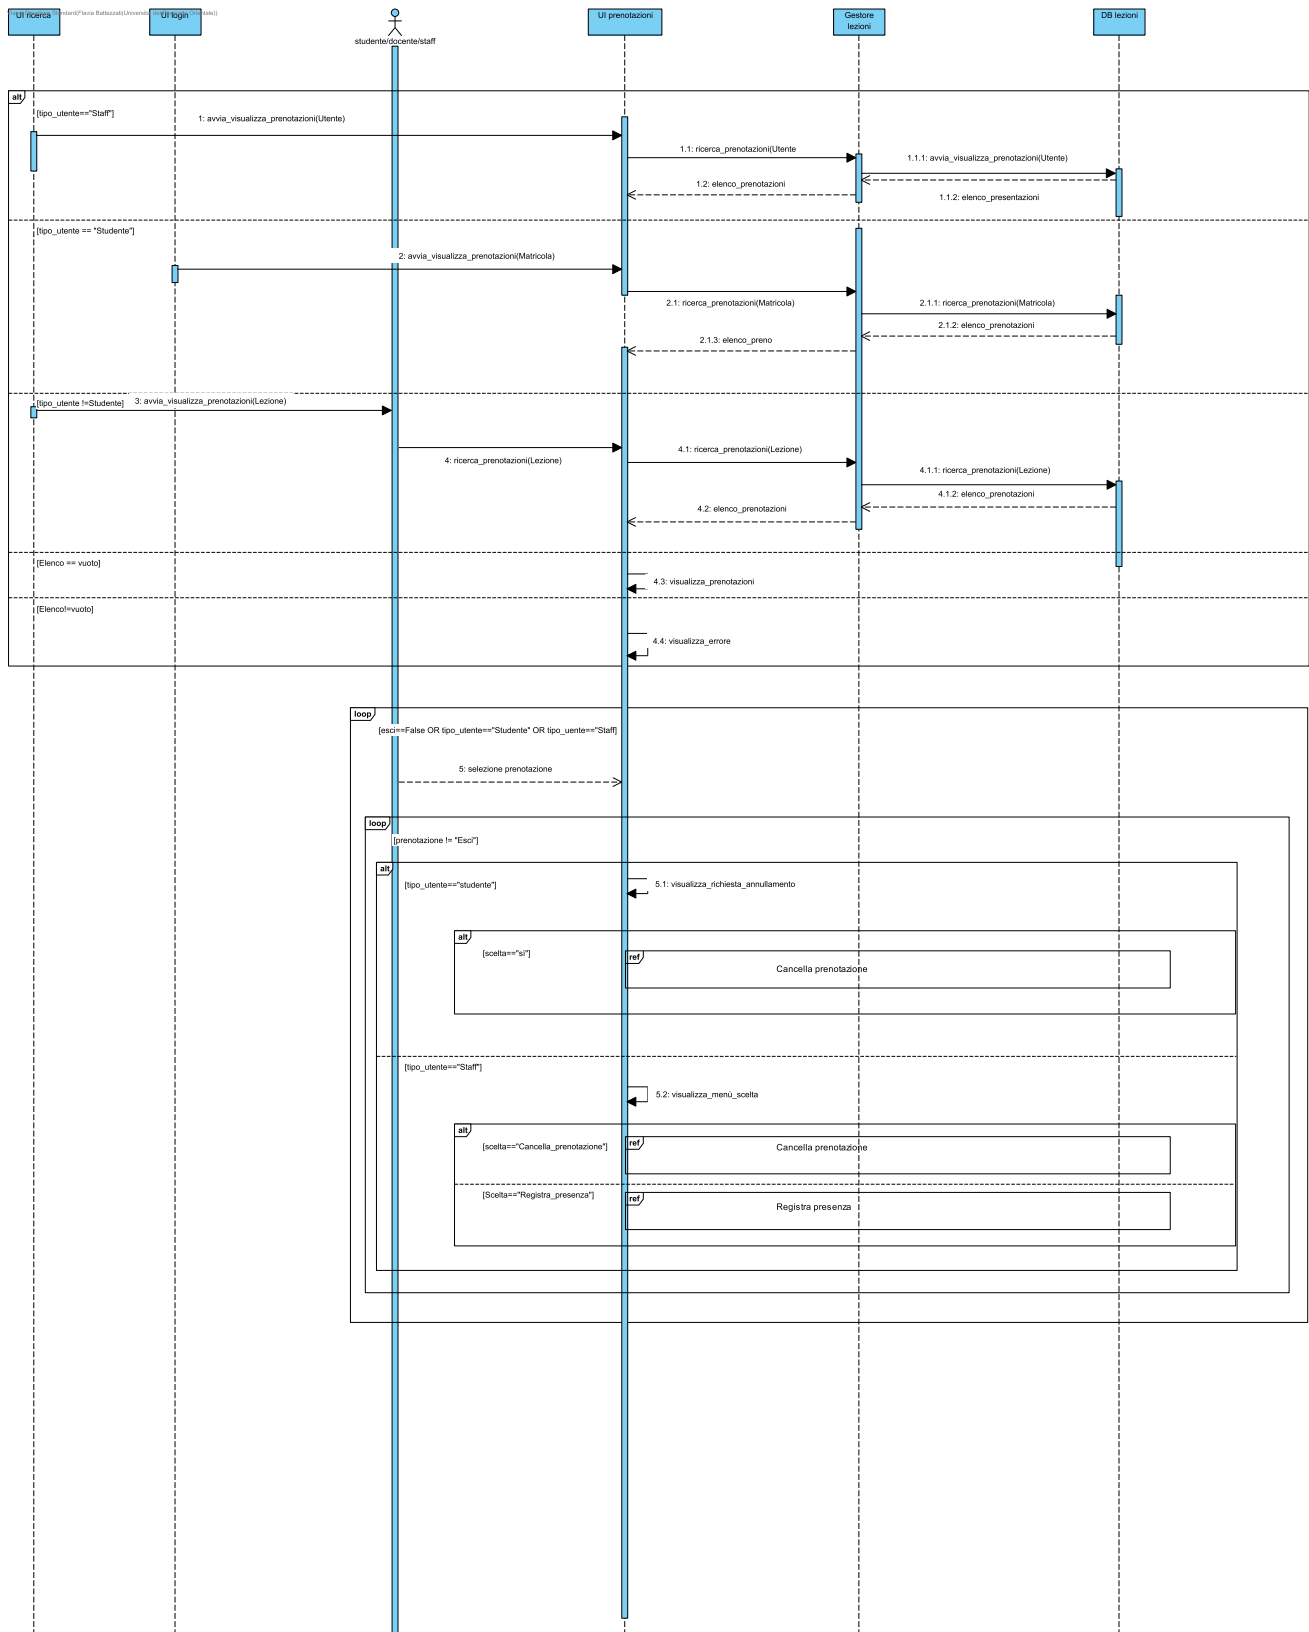 Standard(Flavia Battezzati(Università
UI ricerca
UI login
studente/docente/staff
UI prenotazioni
Gestore
lezioni
DB lezioni
alt
[tipo_utente=="Staff"]
1: avvia_visualizza_prenotazioni(Utente)
1.1: ricerca_prenotazioni(Utente
1.1.1: avvia_visualizza_prenotazioni(Utente)
1.2: elenco_prenotazioni
1.1.2: elenco_presentazioni
[tipo_utente == "Studente"]
2: avvia_visualizza_prenotazioni(Matricola)
2.1: ricerca_prenotazioni(Matricola)
2.1.1: ricerca_prenotazioni(Matricola)
2.1.2: elenco_prenotazioni
2.1.3: elenco_preno
[tipo_utente !=Studente]
3: avvia_visualizza_prenotazioni(Lezione)
4: ricerca_prenotazioni(Lezione)
4.1: ricerca_prenotazioni(Lezione)
4.1.1: ricerca_prenotazioni(Lezione)
4.1.2: elenco_prenotazioni
4.2: elenco_prenotazioni
[Elenco == vuoto]
4.3: visualizza_prenotazioni
[Elenco!=vuoto]
4.4: visualizza_errore
loop
[esci==False OR tipo_utente=="Studente" OR tipo_uente=="Staff]
5: selezione prenotazione
loop
[prenotazione != "Esci"]
alt
[tipo_utente=="studente"]
5.1: visualizza_richiesta_annullamento
alt
[scelta=="sì"]
ref
Cancella prenotazione
[tipo_utente=="Staff"]
5.2: visualizza_menù_scelta
alt
[scelta=="Cancella_prenotazione"]
ref
Cancella prenotazione
[Scelta=="Registra_presenza"]
ref
Registra presenza